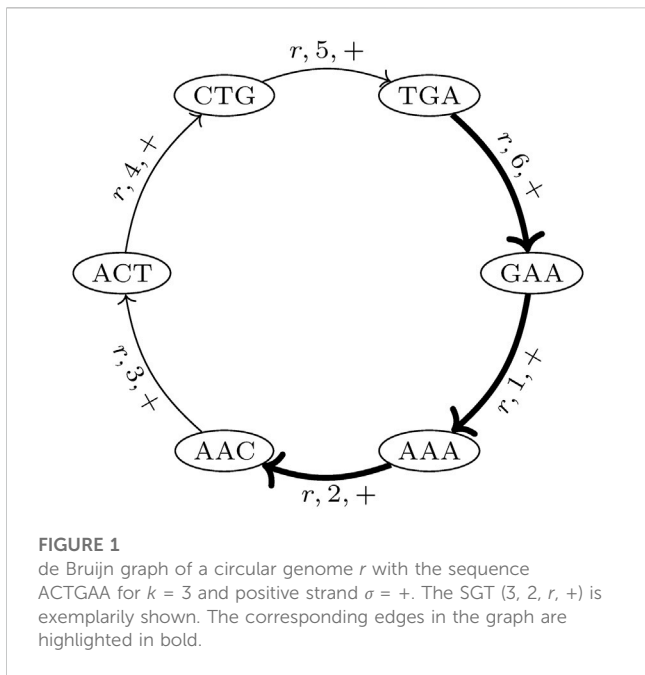 r, 5, +
CTG
TGA
r, 4, +
r, 6, +
ACT
GAA
r, 3, +
r, 1, +
AAC
AAA
r, 2, +
FIGURE 1
de Bruijn graph of a circular genome r with the sequence
ACTGAA for k = 3 and positive strand σ = +. The SGT (3, 2, r, +) is
exemplarily shown. The corresponding edges in the graph are
highlighted in bold.